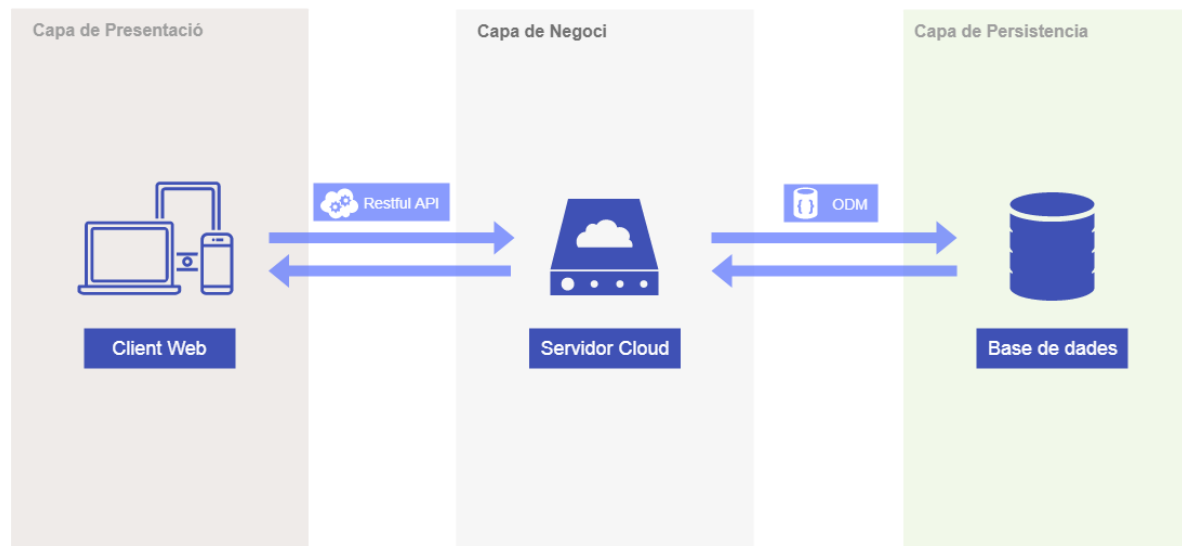 Capa de Presentació
Capa de Negoci
Capa de Persistencia
Restful API
{ } ODM
Client Web
Servidor Cloud
Base de dades